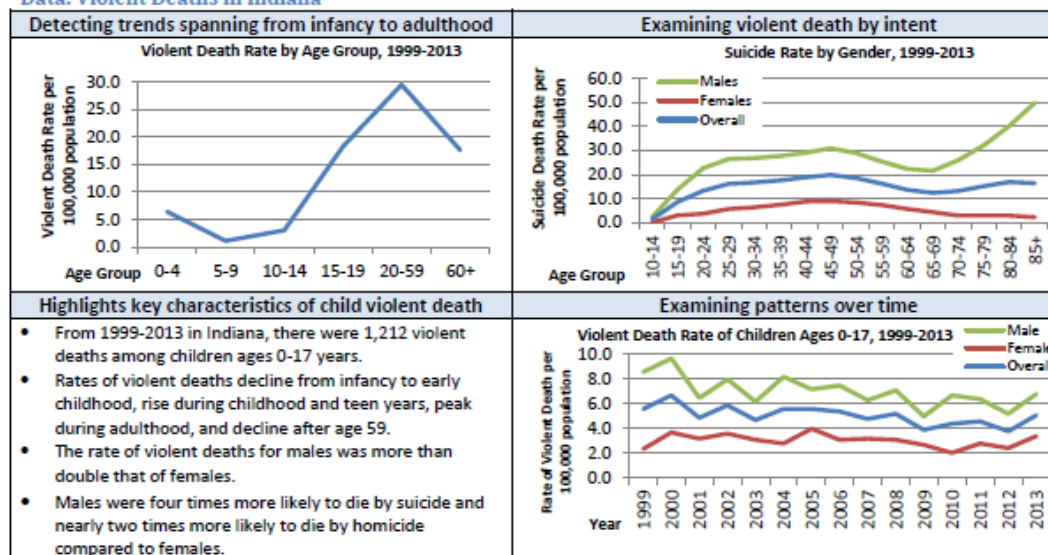 Data: Violent Deaths in Indiana
Detecting trends spanning from infancy to adulthood
Violent Death Rate by Age Group, 1999-2013
Violent Death Rate per
100,000 population
30.0
25.0
20.0
15.0
10.0
5.0
0.0
Age Group 0-4 5-9 10-14 15-19 20-59 60+
Examining violent death by intent
Suicide Rate by Gender, 1999-2013
Suicide Death Rate per
100,000 population
60.0
50.0
40.0
30.0
20.0
10.0
0.0
Males
Females
Overall
Age Group
10-14
15-19
20-24
25-29
30-34
35-39
40-44
45-49
50-54
55-59
60-64
65-69
70-74
75-79
80-84
85+
Highlights key characteristics of child violent death
• From 1999-2013 in Indiana, there were 1,212 violent
deaths among children ages 0-17 years.
• Rates of violent deaths decline from infancy to early
childhood, rise during childhood and teen years, peak
during adulthood, and decline after age 59.
• The rate of violent deaths for males was more than
double that of females.
• Males were four times more likely to die by suicide and
nearly two times more likely to die by homicide
compared to females.
Examining patterns over time
Violent Death Rate of Children Ages 0-17, 1999-2013
Male
Female
Overall
Rate of Violent Death per
100,000 population
10.0
8.0
6.0
4.0
2.0
0.0
Year
1999
2000
2001
2002
2003
2004
2005
2006
2007
2008
2009
2010
2011
2012
2013